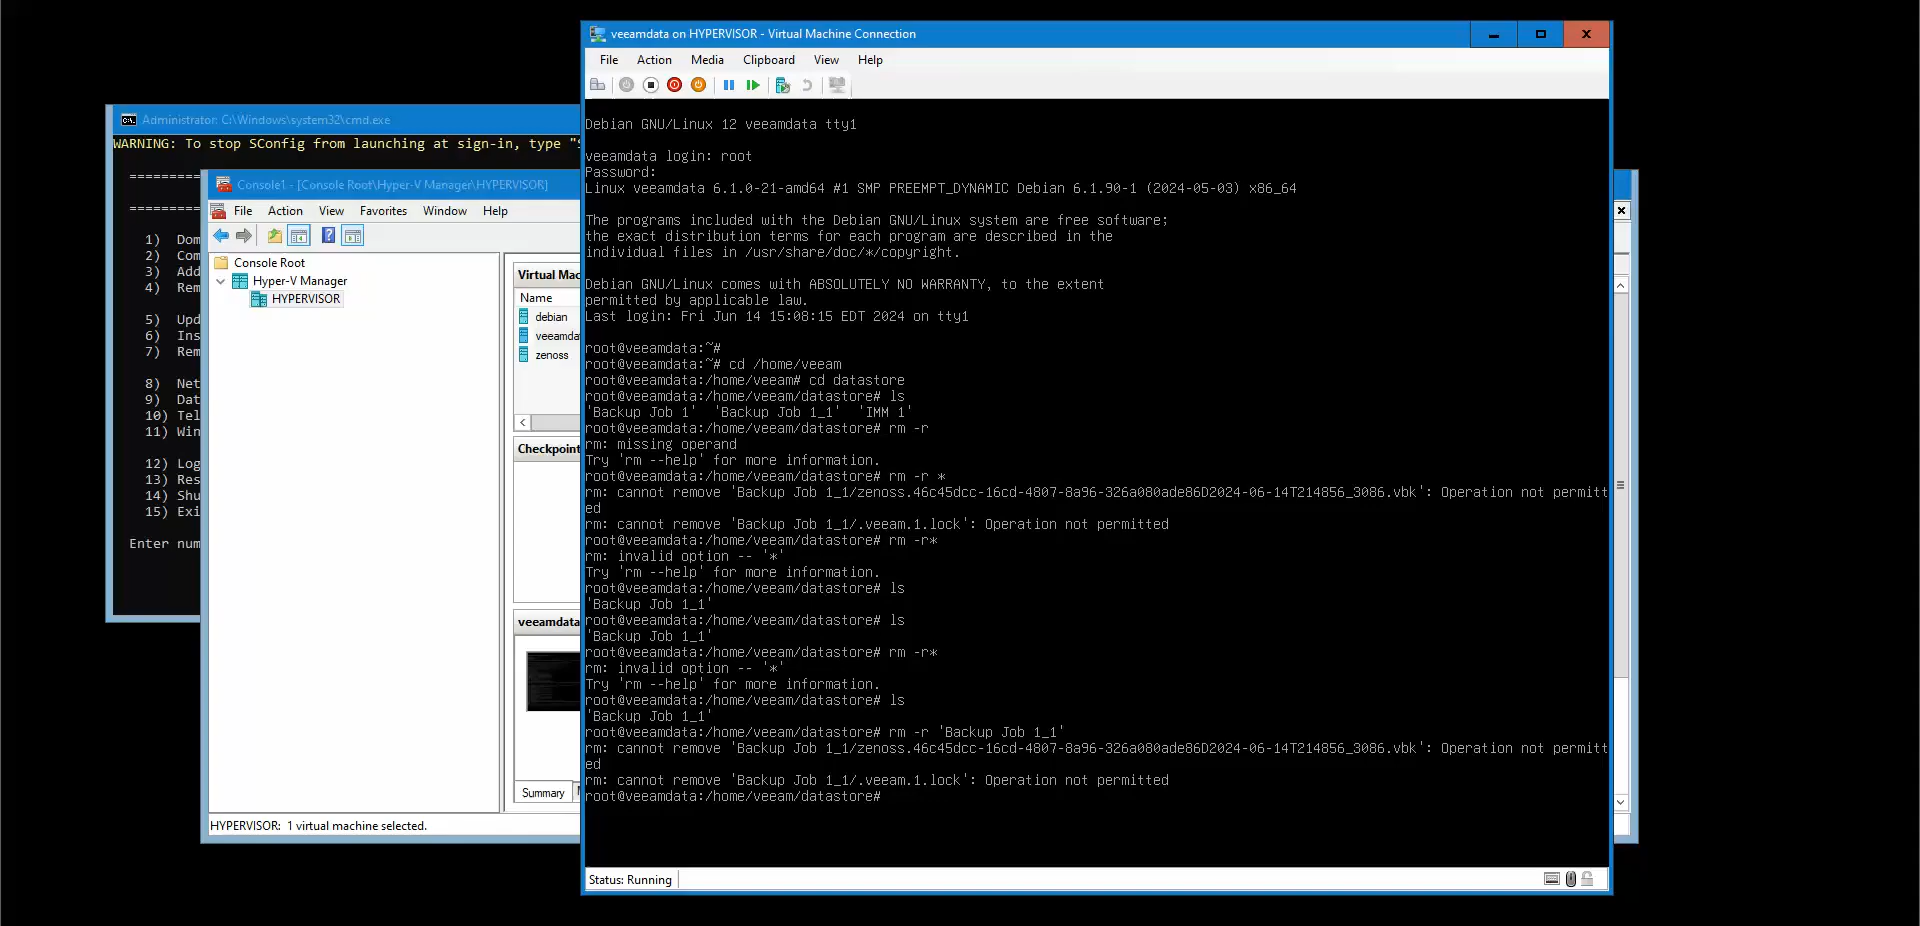 veeamdata on HYPERVISOR - Virtual Machine Connection
File Action Media Clipboard View Help
Administrator: C:\Windows\system32\cmd.exe
WARNING: To stop SConfig from launching at sign-in, type "S
Console1 - [Console Root\Hyper-V Manager\HYPERVISOR]
File Action View Favorites Window Help
1) Dom
2) Com
3) Add
4) Rem
5) Upd
6) Ins
7) Rem
8) Net
9) Dat
10) Tel
11) Win
12) Log
13) Res
14) Shu
15) Exi
Enter num
Console Root
Hyper-V Manager
HYPERVISOR
Virtual Mac
Name
debian
veeamda
zenoss
Checkpoint
veeamdata
Summary
HYPERVISOR: 1 virtual machine selected.
Debian GNU/Linux 12 veeamdata tty1
veeamdata login: root
Password:
Linux veeamdata 6.1.0-21-amd64 #1 SMP PREEMPT_DYNAMIC Debian 6.1.90-1 (2024-05-03) x86_64
The programs included with the Debian GNU/Linux system are free software;
the exact distribution terms for each program are described in the
individual files in /usr/share/doc/*/copyright.
Debian GNU/Linux comes with ABSOLUTELY NO WARRANTY, to the extent
permitted by applicable law.
Last login: Fri Jun 14 15:08:15 EDT 2024 on tty1
root@veeamdata:~#
root@veeamdata:~# cd /home/veeam
root@veeamdata:/home/veeam# cd datastore
root@veeamdata:/home/veeam/datastore# ls
'Backup Job 1'  'Backup Job 1_1'  'IMM 1'
root@veeamdata:/home/veeam/datastore# rm -r
rm: missing operand
Try 'rm --help' for more information.
root@veeamdata:/home/veeam/datastore# rm -r *
rm: cannot remove 'Backup Job 1_1/zenoss.46c45dcc-16cd-4807-8a96-326a080ade86D2024-06-14T214856_3086.vbk': Operation not permitt
ed
rm: cannot remove 'Backup Job 1_1/.veeam.1.lock': Operation not permitted
root@veeamdata:/home/veeam/datastore# rm -r*
rm: invalid option -- '*'
Try 'rm --help' for more information.
root@veeamdata:/home/veeam/datastore# ls
'Backup Job 1_1'
root@veeamdata:/home/veeam/datastore# ls
'Backup Job 1_1'
root@veeamdata:/home/veeam/datastore# rm -r*
rm: invalid option -- '*'
Try 'rm --help' for more information.
root@veeamdata:/home/veeam/datastore# ls
'Backup Job 1_1'
root@veeamdata:/home/veeam/datastore# rm -r 'Backup Job 1_1'
rm: cannot remove 'Backup Job 1_1/zenoss.46c45dcc-16cd-4807-8a96-326a080ade86D2024-06-14T214856_3086.vbk': Operation not permitt
ed
rm: cannot remove 'Backup Job 1_1/.veeam.1.lock': Operation not permitted
root@veeamdata:/home/veeam/datastore#
Status: Running